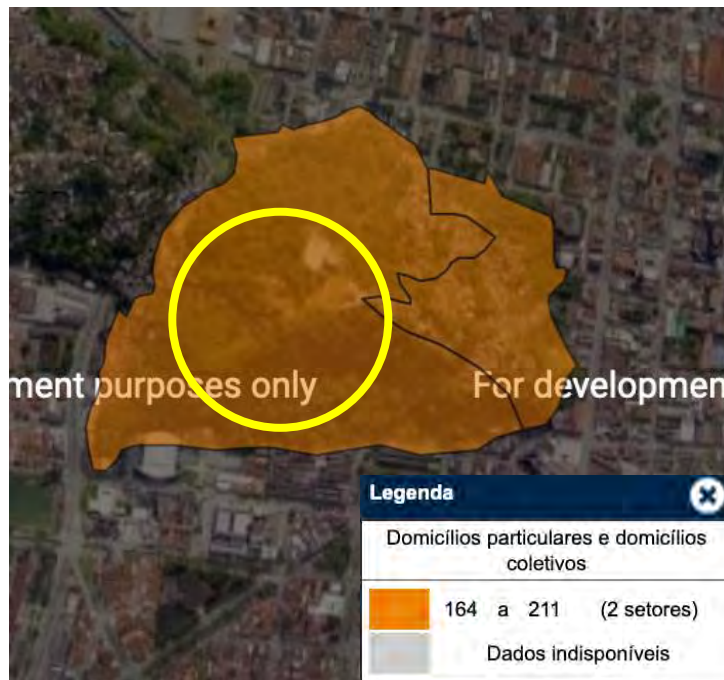 ment purposes only
For developmen
Legenda
Domicílios particulares e domicílios
coletivos
164 a 211 (2 setores)
Dados indisponíveis